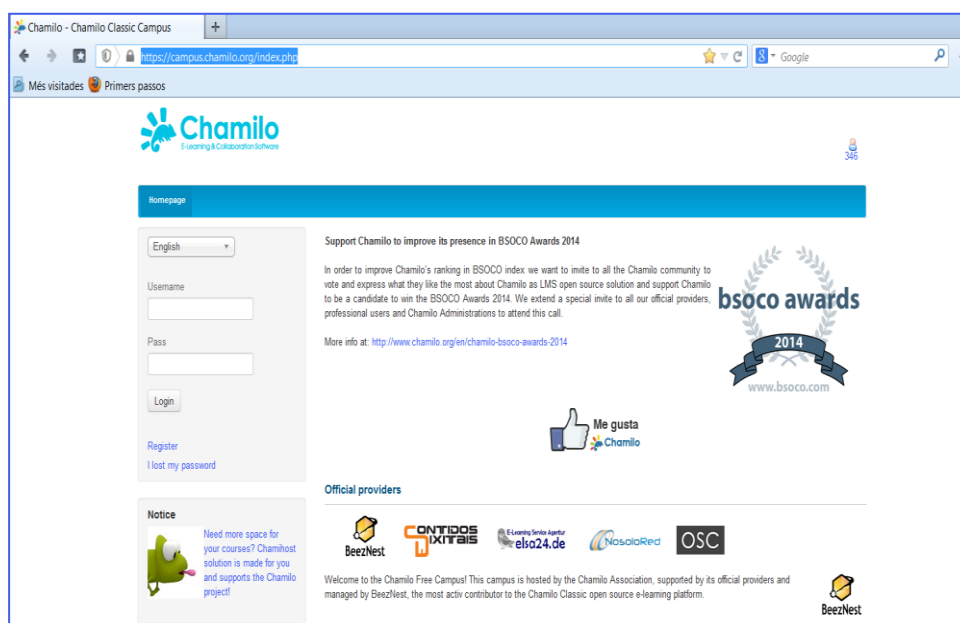 Chamilo - Chamilo Classic Campus
https://campus.chamilo.org/index.php
Google
Més visitades
Primers passos
Chamilo
E-Learning & Collaboration Software
346
Homepage
English
Username
Pass
Login
Register
I lost my password
Notice
Need more space for
your courses? Chamihost
solution is made for you
and supports the Chamilo
project!
Support Chamilo to improve its presence in BSOCO Awards 2014
In order to improve Chamilo's ranking in BSOCO index we want to invite to all the Chamilo community to
vote and express what they like the most about Chamilo as LMS open source solution and support Chamilo
to be a candidate to win the BSOCO Awards 2014. We extend a special invite to all our official providers,
professional users and Chamilo Administrations to attend this call.
More info at: http://www.chamilo.org/en/chamilo-bsoco-awards-2014
bsoco awards
2014
www.bsoco.com
Me gusta
Chamilo
Official providers
BeezNest
CONTIDOS
DIXITAIS
E-Learning Service Agentur
elsa24.de
NosoloRed
OSC
Welcome to the Chamilo Free Campus! This campus is hosted by the Chamilo Association, supported by its official providers and
managed by BeezNest, the most activ contributor to the Chamilo Classic open source e-learning platform.
BeezNest